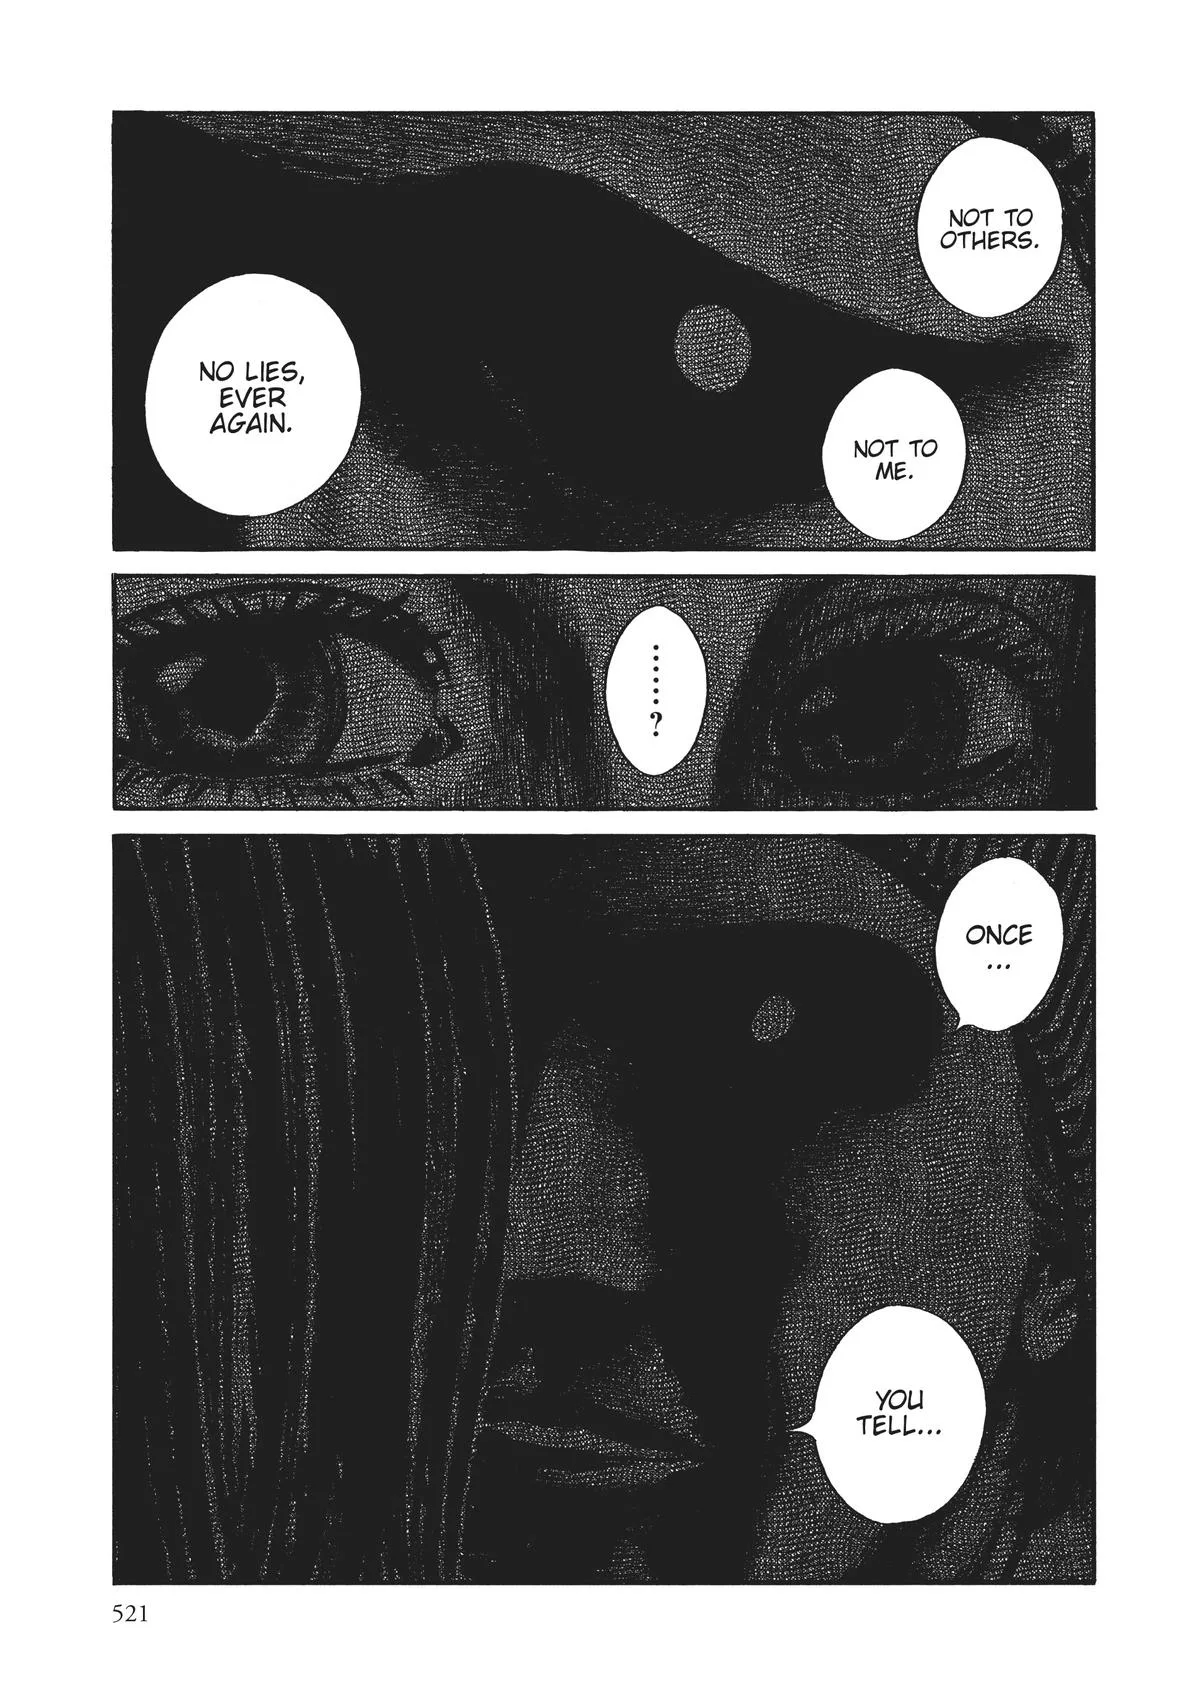 NOT TO
OTHERS.
NOT TO
ME.
NO LIES,
EVER
AGAIN.
........?
ONCE
...
YOU
TELL...
521